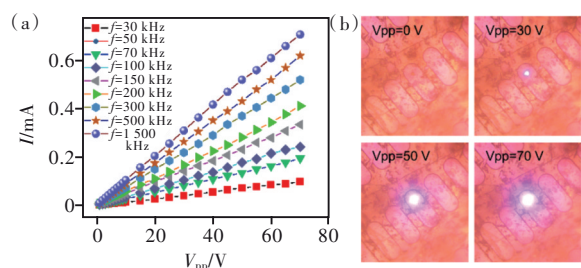 (a)
f=30 kHz
f=50 kHz
f=70 kHz
f=100 kHz
f=150 kHz
f=200 kHz
f=300 kHz
f=500 kHz
f=1 500
kHz
I/mA
0.6
0.4
0.2
0
0 20 40 60 80
Vpp/V
(b)
Vpp=0 V
Vpp=30 V
Vpp=50 V
Vpp=70 V